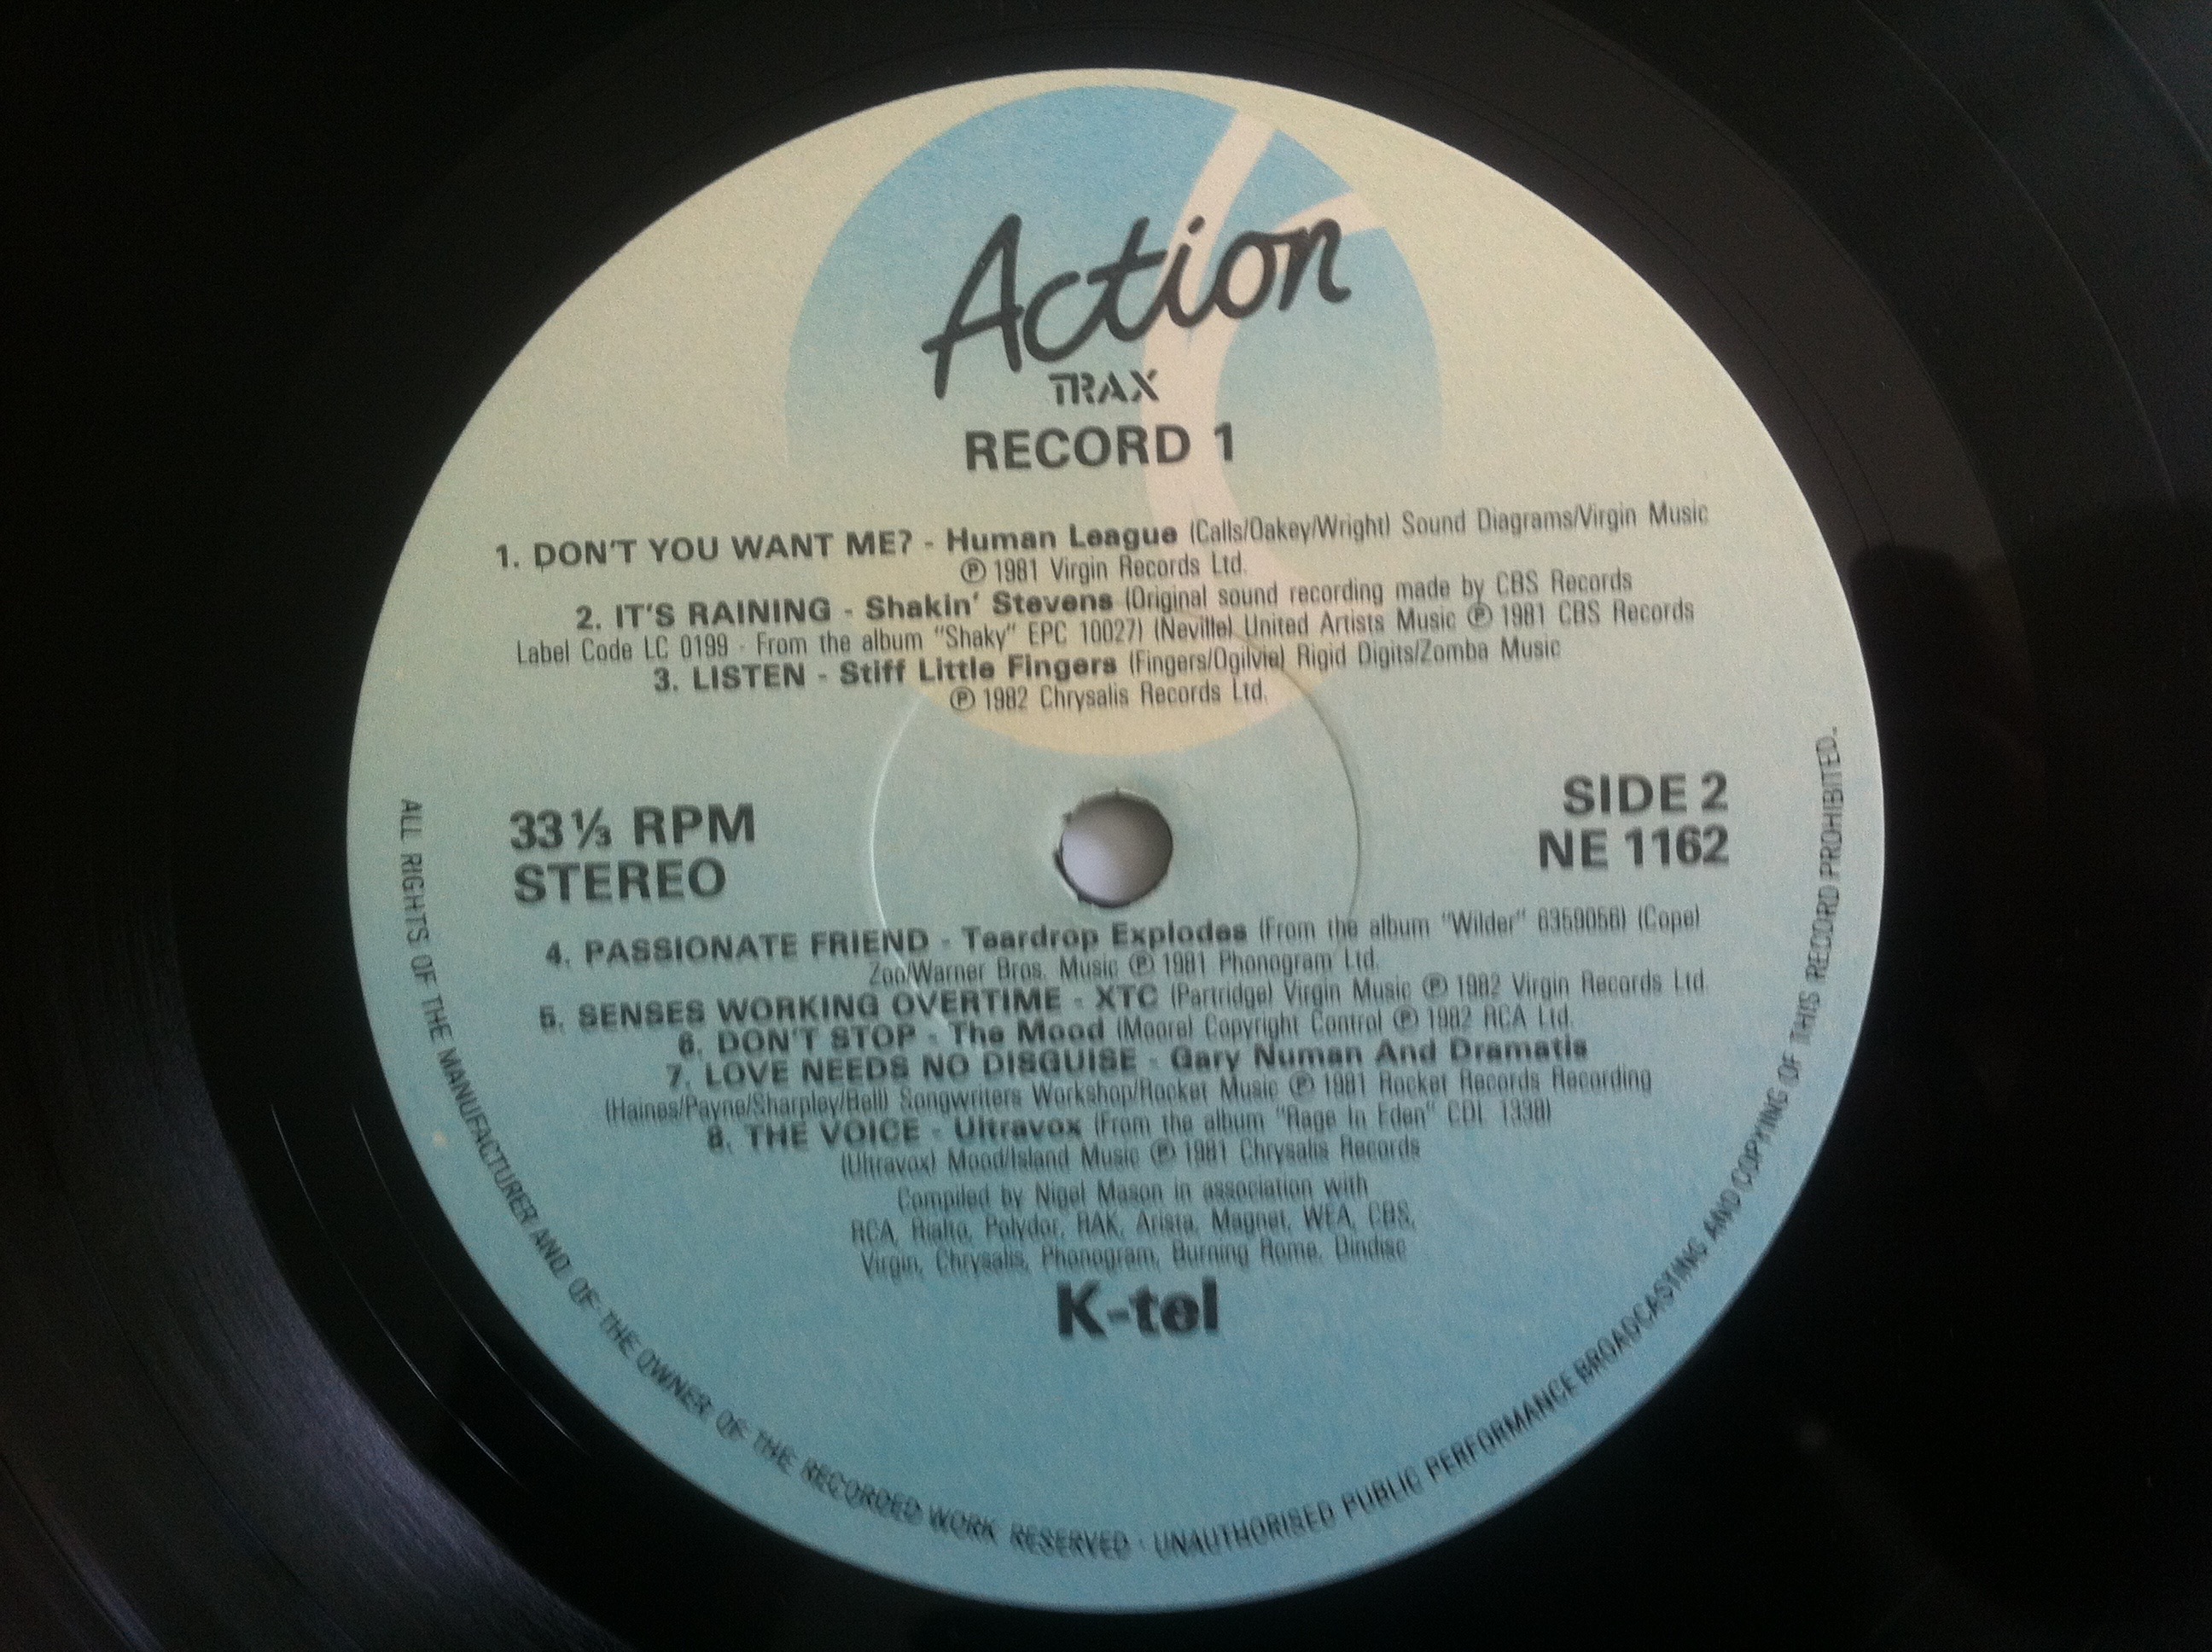 Action
TRAX
RECORD 1
1. DON'T YOU WANT ME? - Human League (Calls/Oakey/Wright) Sound Diagrams/Virgin Music
℗ 1981 Virgin Records Ltd.
2. IT'S RAINING - Shakin' Stevens (Original sound recording made by CBS Records
Label Code LC 0199 - From the album "Shaky" EPC 10027) (Neville) United Artists Music ℗ 1981 CBS Records
3. LISTEN - Stiff Little Fingers (Fingers/Ogilvie) Rigid Digits/Zomba Music
℗ 1982 Chrysalis Records Ltd.
33⅓ RPM
STEREO
SIDE 2
NE 1162
4. PASSIONATE FRIEND - Teardrop Explodes (From the album "Wilder" 6359056) (Cope)
Zoo/Warner Bros. Music ℗ 1981 Phonogram Ltd.
5. SENSES WORKING OVERTIME - XTC (Partridge) Virgin Music ℗ 1982 Virgin Records Ltd.
6. DON'T STOP - The Mood (Moore) Copyright Control ℗ 1982 RCA Ltd.
7. LOVE NEEDS NO DISGUISE - Gary Numan And Dramatis
(Haines/Payne/Sharpley/Bell) Songwriters Workshop/Rocket Music ℗ 1981 Rocket Records Recording
8. THE VOICE - Ultravox (From the album "Rage In Eden" CDL 1338)
(Ultravox) Mood/Island Music ℗ 1981 Chrysalis Records
Compiled by Nigel Mason in association with
RCA, Rialto, Polydor, RAK, Arista, Magnet, WEA, CBS,
Virgin, Chrysalis, Phonogram, Burning Rome, Dindisc
K-tel
ALL RIGHTS OF THE MANUFACTURER AND OF THE OWNER OF THE RECORDED WORK RESERVED · UNAUTHORISED PUBLIC PERFORMANCE BROADCASTING AND COPYING OF THIS RECORD PROHIBITED.